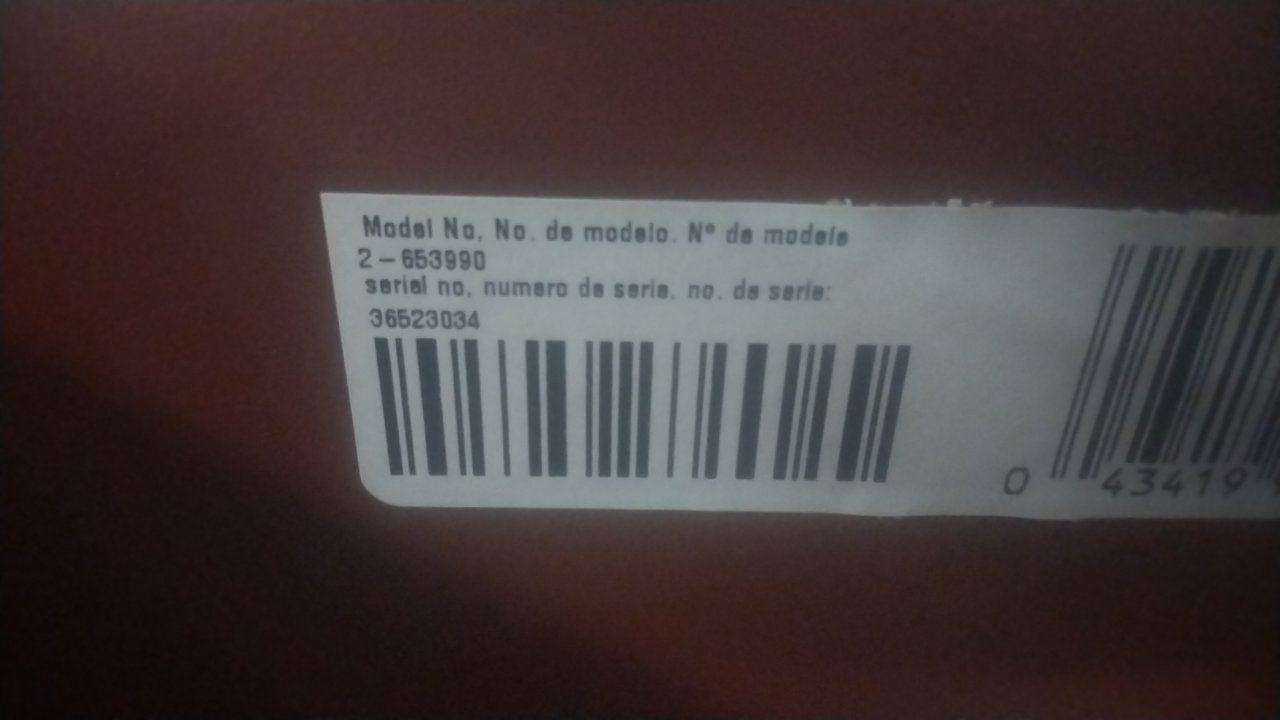 Model No, No. de modelo. Nº de modele
2-653990
serial no, numero de serie, no. de serie:
36523034
0 43419